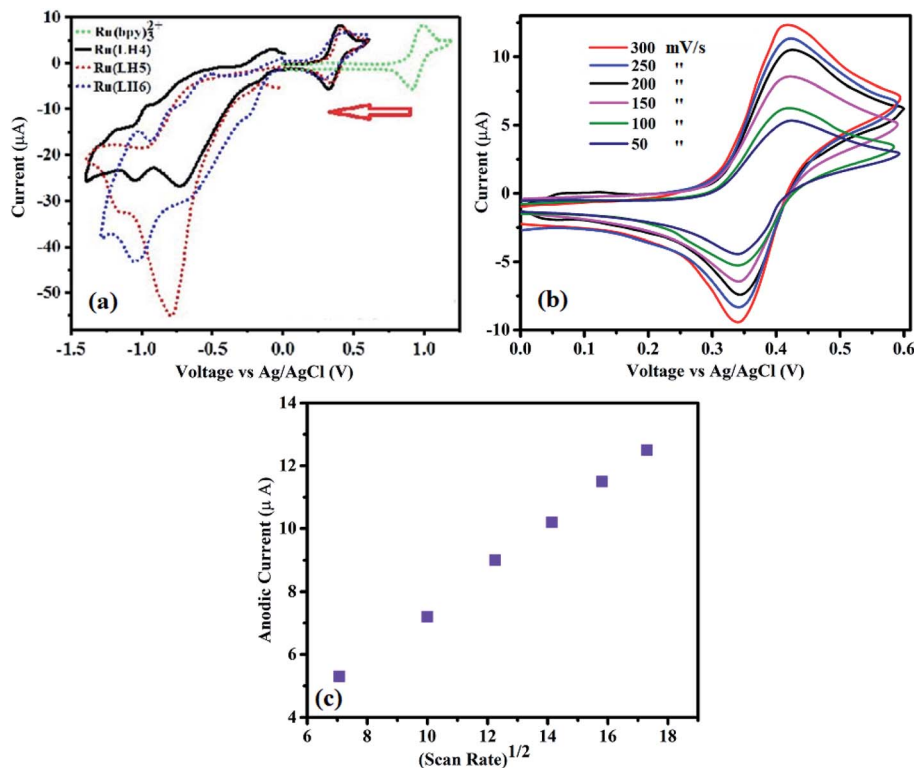 10
0
-10
-20
-30
-40
-50
Current (µA)
Ru(bpy)₃²⁺
Ru(LH4)
Ru(LH5)
Ru(LH6)
(a)
-1.5 -1.0 -0.5 0.0 0.5 1.0
Voltage vs Ag/AgCl (V)
10
5
0
-5
-10
Current (µA)
300 mV/s
250 "
200 "
150 "
100 "
50 "
(b)
0.0 0.1 0.2 0.3 0.4 0.5 0.6
Voltage vs Ag/AgCl (V)
14
12
10
8
6
4
Anodic Current (µ A)
(c)
6 8 10 12 14 16 18
(Scan Rate)^1/2